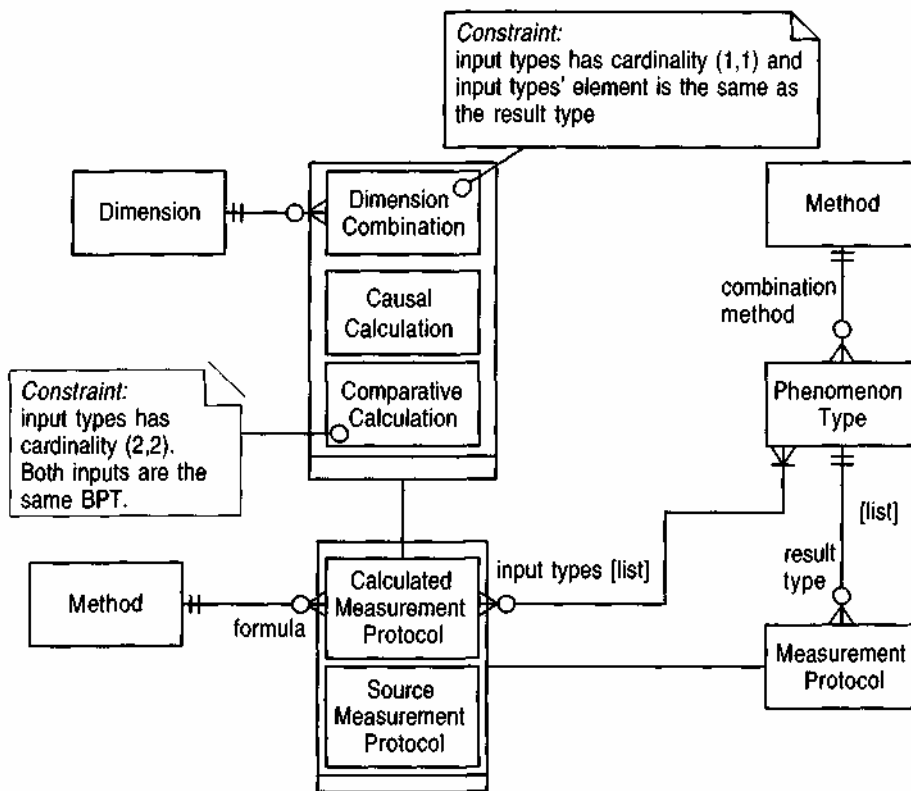 Constraint:
input types has cardinality (1,1) and
input types' element is the same as
the result type
Dimension
Dimension
Combination
Method
Causal
Calculation
combination
method
Constraint:
input types has
cardinality (2,2).
Both inputs are the
same BPT.
Comparative
Calculation
Phenomenon
Type
[list]
result
type
input types [list]
Method
formula
Calculated
Measurement
Protocol
Source
Measurement
Protocol
Measurement
Protocol